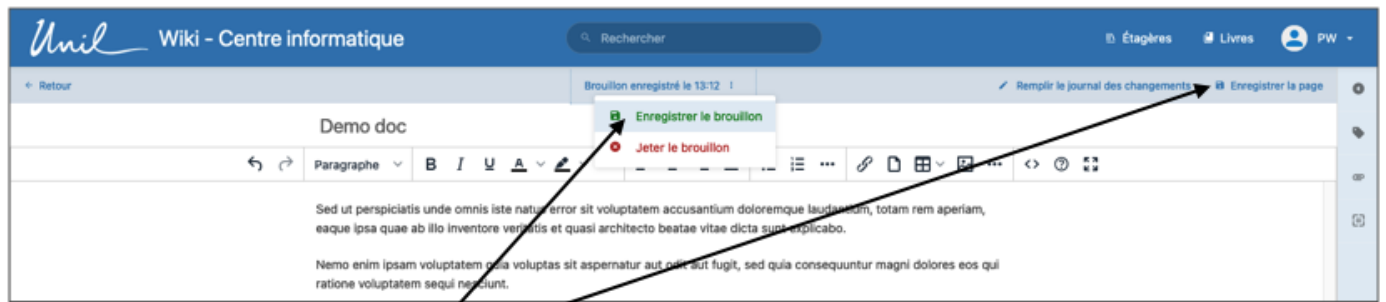 Unil Wiki - Centre informatique Rechercher Étagères Livres PW
Retour Brouillon enregistré le 13:12 Remplir le journal des changements Enregistrer la page
Enregistrer le brouillon
Demo doc
Jeter le brouillon
Paragraphe B I U A
Sed ut perspiciatis unde omnis iste natus error sit voluptatem accusantium doloremque laudantium, totam rem aperiam,
eaque ipsa quae ab illo inventore veritatis et quasi architecto beatae vitae dicta sunt explicabo.
Nemo enim ipsam voluptatem quia voluptas sit aspernatur aut odit aut fugit, sed quia consequuntur magni dolores eos qui
ratione voluptatem sequi nesciunt.